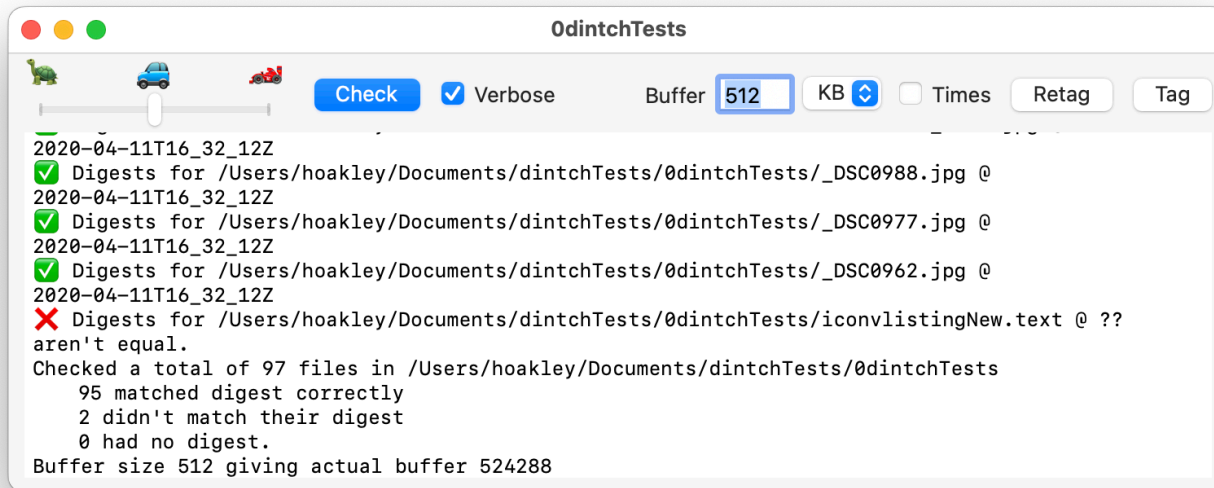 0dintchTests
Check Verbose Buffer 512 KB Times Retag Tag
2020-04-11T16_32_12Z
✅ Digests for /Users/hoakley/Documents/dintchTests/0dintchTests/_DSC0988.jpg @
2020-04-11T16_32_12Z
✅ Digests for /Users/hoakley/Documents/dintchTests/0dintchTests/_DSC0977.jpg @
2020-04-11T16_32_12Z
✅ Digests for /Users/hoakley/Documents/dintchTests/0dintchTests/_DSC0962.jpg @
2020-04-11T16_32_12Z
❌ Digests for /Users/hoakley/Documents/dintchTests/0dintchTests/iconvlistingNew.text @ ??
aren't equal.
Checked a total of 97 files in /Users/hoakley/Documents/dintchTests/0dintchTests
95 matched digest correctly
2 didn't match their digest
0 had no digest.
Buffer size 512 giving actual buffer 524288